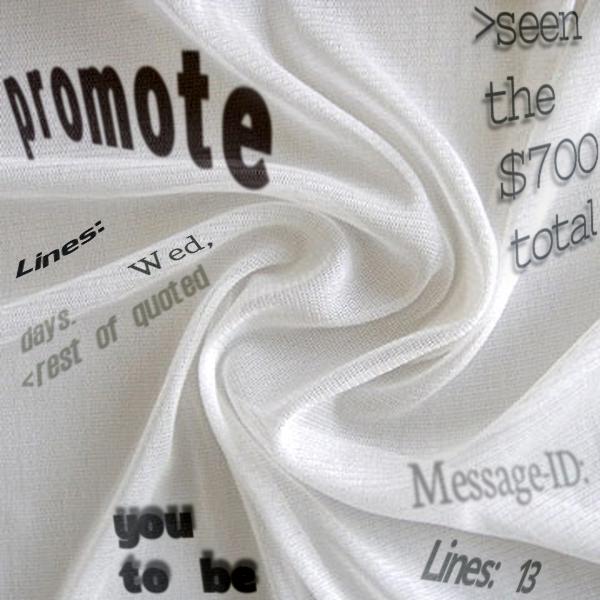 promote
>seen
the
$700
total
Lines:
Wed,
days.
<rest of quoted
Message-ID:
Lines: 13
you
to be